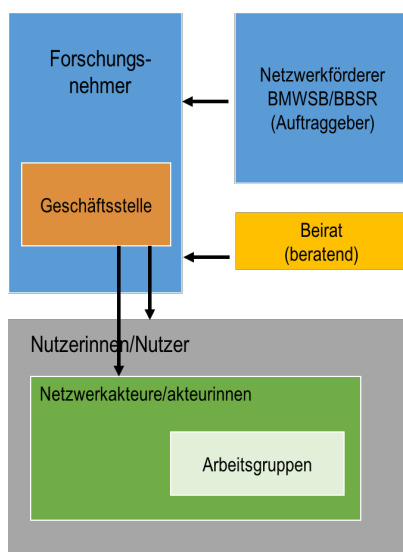 Forschungs-
nehmer
Netzwerkförderer
BMWSB/BBSR
(Auftraggeber)
Geschäftsstelle
Beirat
(beratend)
Nutzerinnen/Nutzer
Netzwerkakteure/akteurinnen
Arbeitsgruppen